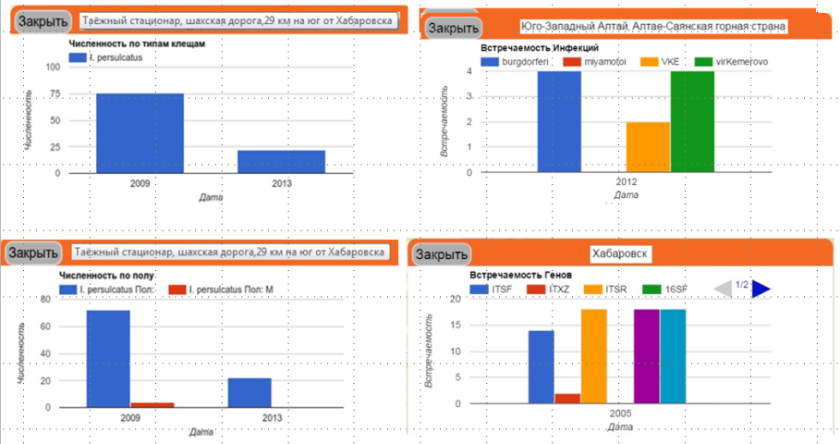 Закрыть
Таёжный стационар, шахская дорога,29 км на юг от Хабаровска
Численность по типам клещам
I. persulcatus
100
75
50
25
0
Численность
2009 2013
Дата
Закрыть
Юго-Западный Алтай. Алтае-Саянская горная страна
Встречаемость Инфекций
burgdorferi miyamotoi VKE virKemerovo
4
3
2
1
0
Встречаемость
2012
Дата
Закрыть
Таёжный стационар, шахская дорога,29 км на юг от Хабаровска
Численность по полу
I. persulcatus Пол: I. persulcatus Пол: М
80
60
40
20
0
Численность
2009 2013
Дата
Закрыть
Хабаровск
Встречаемость Генов
ITSF ITXZ ITSR 16SF
1/2
20
15
10
5
0
Встречаемость
2005
Дата